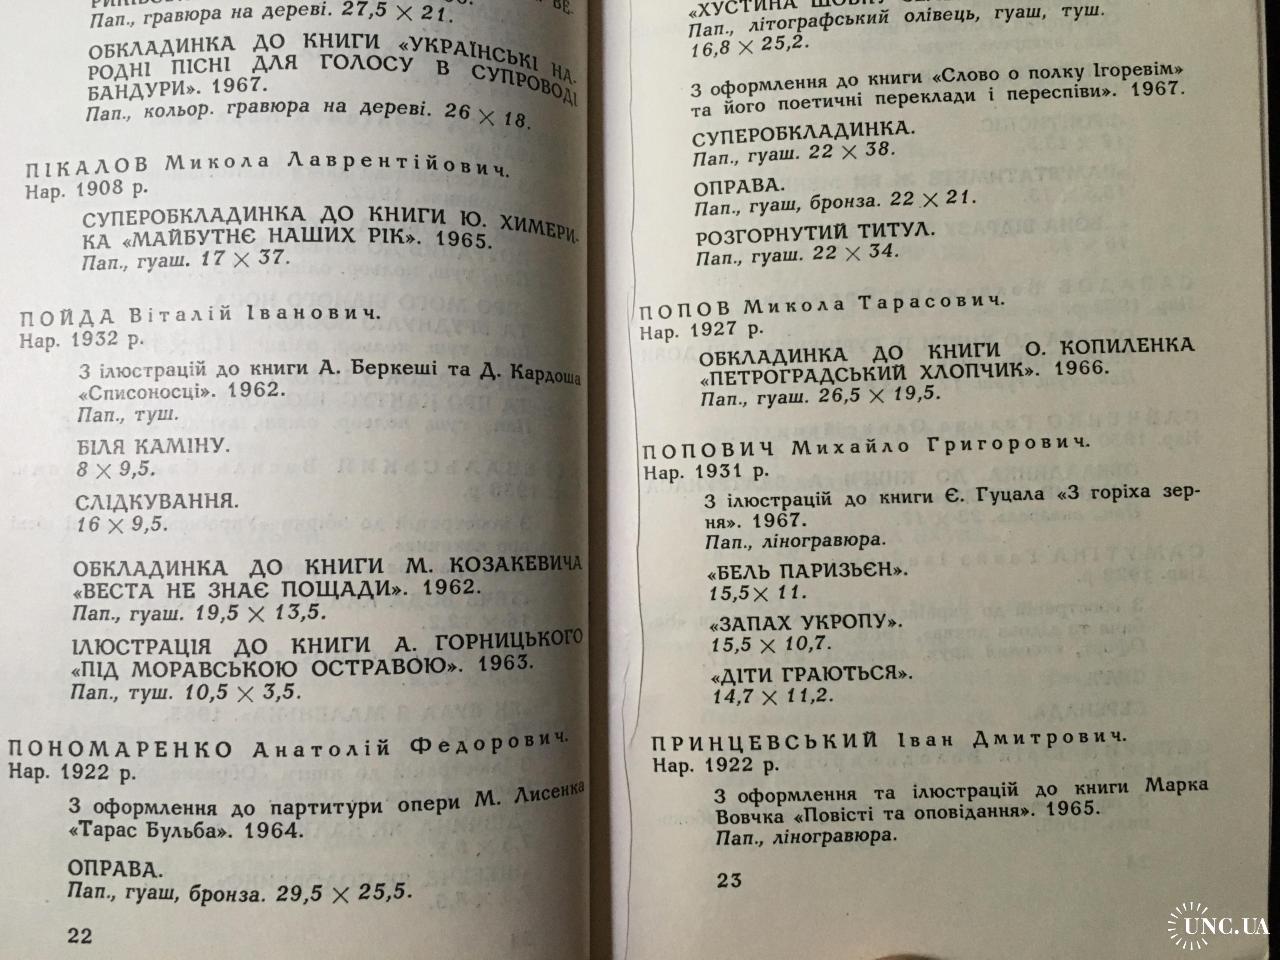 Пап., гравюра на дереві. 27,5 × 21.
ОБКЛАДИНКА ДО КНИГИ «УКРАЇНСЬКІ НА-
РОДНІ ПІСНІ ДЛЯ ГОЛОСУ В СУПРОВОДІ
БАНДУРИ». 1967.
Пап., кольор. гравюра на дереві. 26 × 18.
ПІКАЛОВ Микола Лаврентійович.
Нар. 1908 р.
СУПЕРОБКЛАДИНКА ДО КНИГИ Ю. ХИМЕРИ-
КА «МАЙБУТНЄ НАШИХ РІК». 1965.
Пап., гуаш. 17 × 37.
ПОЙДА Віталій Іванович.
Нар. 1932 р.
З ілюстрацій до книги А. Беркеші та Д. Кардоша
«Списоносці». 1962.
Пап., туш.
БІЛЯ КАМІНУ.
8 × 9,5.
СЛІДКУВАННЯ.
16 × 9,5.
ОБКЛАДИНКА ДО КНИГИ М. КОЗАКЕВИЧА
«ВЕСТА НЕ ЗНАЄ ПОЩАДИ». 1962.
Пап., гуаш. 19,5 × 13,5.
ІЛЮСТРАЦІЯ ДО КНИГИ А. ГОРНИЦЬКОГО
«ПІД МОРАВСЬКОЮ ОСТРАВОЮ». 1963.
Пап., туш. 10,5 × 3,5.
ПОНОМАРЕНКО Анатолій Федорович.
Нар. 1922 р.
З оформлення до партитури опери М. Лисенка
«Тарас Бульба». 1964.
ОПРАВА.
Пап., гуаш, бронза. 29,5 × 25,5.
22
«ХУСТИНА ШОВКУ
Пап., літографський олівець, гуаш, туш.
16,8 × 25,2.
З оформлення до книги «Слово о полку Ігоревім»
та його поетичні переклади і переспіви». 1967.
СУПЕРОБКЛАДИНКА.
Пап., гуаш. 22 × 38.
ОПРАВА.
Пап., гуаш, бронза. 22 × 21.
РОЗГОРНУТИЙ ТИТУЛ.
Пап., гуаш. 22 × 34.
ПОПОВ Микола Тарасович.
Нар. 1927 р.
ОБКЛАДИНКА ДО КНИГИ О. КОПИЛЕНКА
«ПЕТРОГРАДСЬКИЙ ХЛОПЧИК». 1966.
Пап., гуаш. 26,5 × 19,5.
ПОПОВИЧ Михайло Григорович.
Нар. 1931 р.
З ілюстрацій до книги Є. Гуцала «З горіха зер-
ня». 1967.
Пап., ліногравюра.
«БЕЛЬ ПАРИЗЬЄН».
15,5× 11.
«ЗАПАХ УКРОПУ».
15,5 × 10,7.
«ДІТИ ГРАЮТЬСЯ».
14,7 × 11,2.
ПРИНЦЕВСЬКИЙ Іван Дмитрович.
Нар. 1922 р.
З оформлення та ілюстрацій до книги Марка
Вовчка «Повісті та оповідання». 1965.
Пап., ліногравюра.
23
UNC.UA